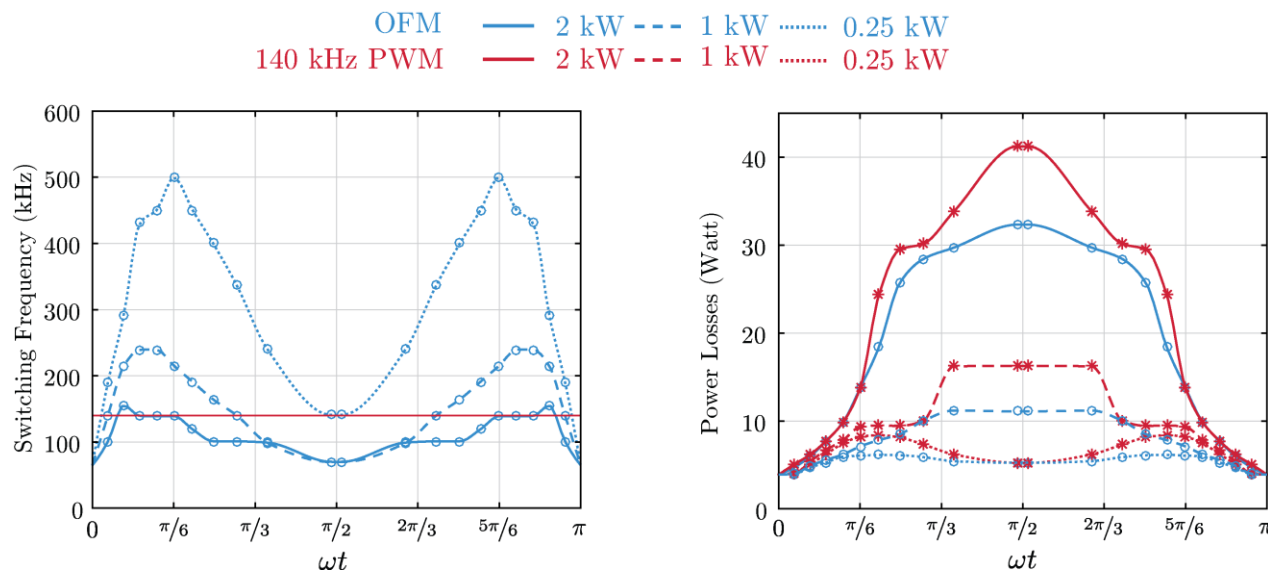 OFM 2 kW 1 kW 0.25 kW
140 kHz PWM 2 kW 1 kW 0.25 kW
Switching Frequency (kHz)
600
500
400
300
200
100
0
0 π/6 π/3 π/2 2π/3 5π/6 π
ωt
Power Losses (Watt)
40
30
20
10
0
0 π/6 π/3 π/2 2π/3 5π/6 π
ωt